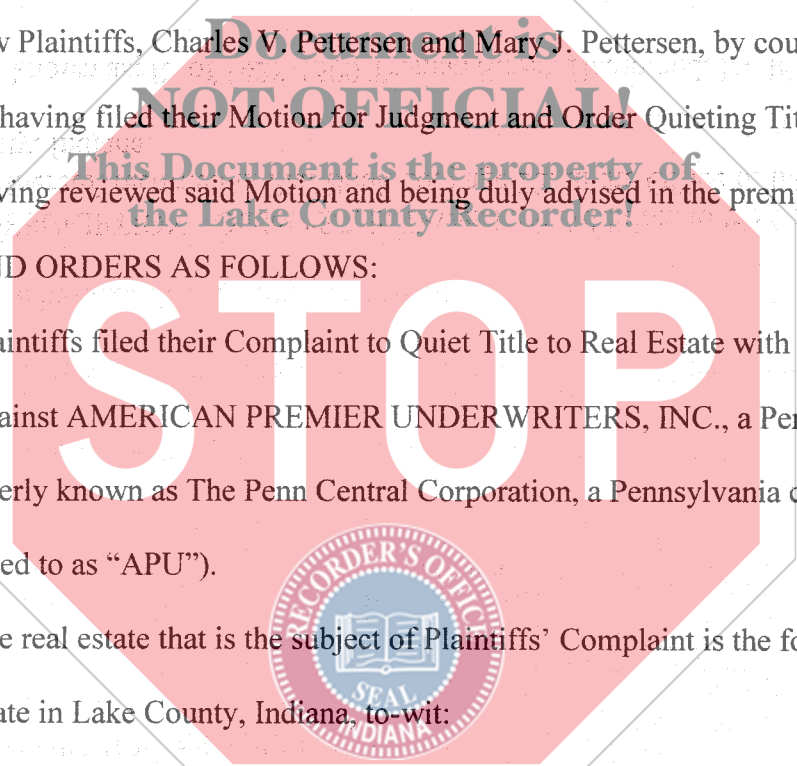 Document is
w Plaintiffs, Charles V. Pettersen and Mary J. Pettersen, by cou
NOT OFFICIAL!
having filed their Motion for Judgment and Order Quieting Tit
This Document is the property of
ving reviewed said Motion and being duly advised in the prem
the Lake County Recorder!
ND ORDERS AS FOLLOWS:
STOP
aintiffs filed their Complaint to Quiet Title to Real Estate with
ainst AMERICAN PREMIER UNDERWRITERS, INC., a Pen
erly known as The Penn Central Corporation, a Pennsylvania c
ed to as “APU”).
RECORDER'S OFFICE
e real estate that is the subject of Plaintiffs’ Complaint is the fo
SEAL
ate in Lake County, Indiana, to-wit:
INDIANA